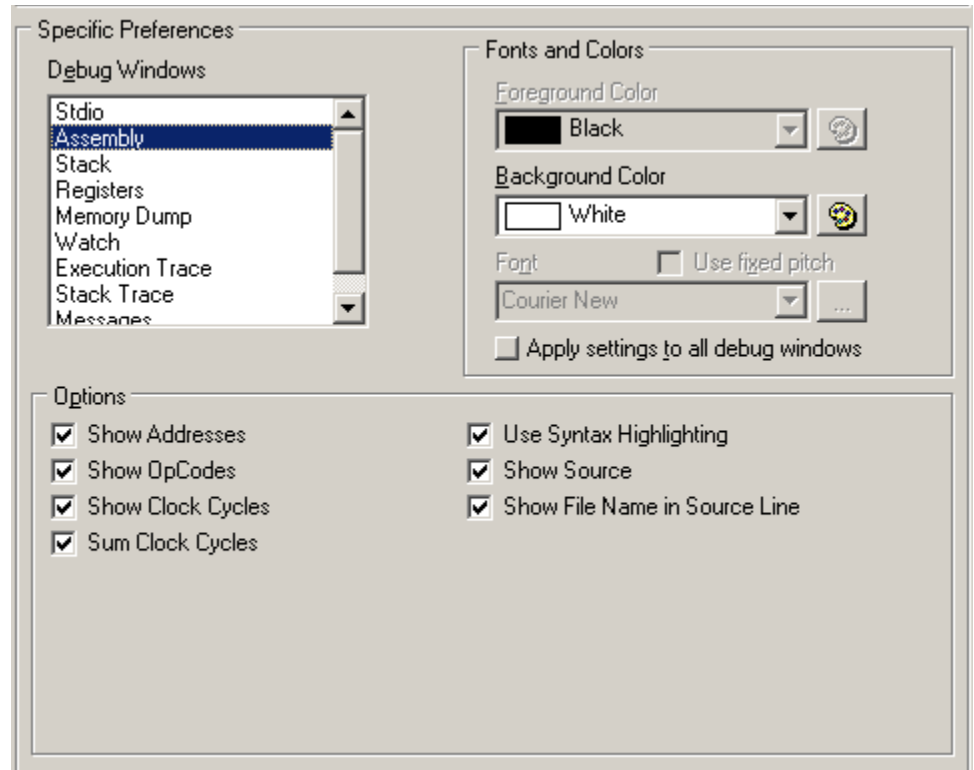 Specific Preferences
Debug Windows
Stdio
Assembly
Stack
Registers
Memory Dump
Watch
Execution Trace
Stack Trace
Messages
Fonts and Colors
Foreground Color
Black
Background Color
White
Font
Use fixed pitch
Courier New
...
Apply settings to all debug windows
Options
Show Addresses
Show OpCodes
Show Clock Cycles
Sum Clock Cycles
Use Syntax Highlighting
Show Source
Show File Name in Source Line